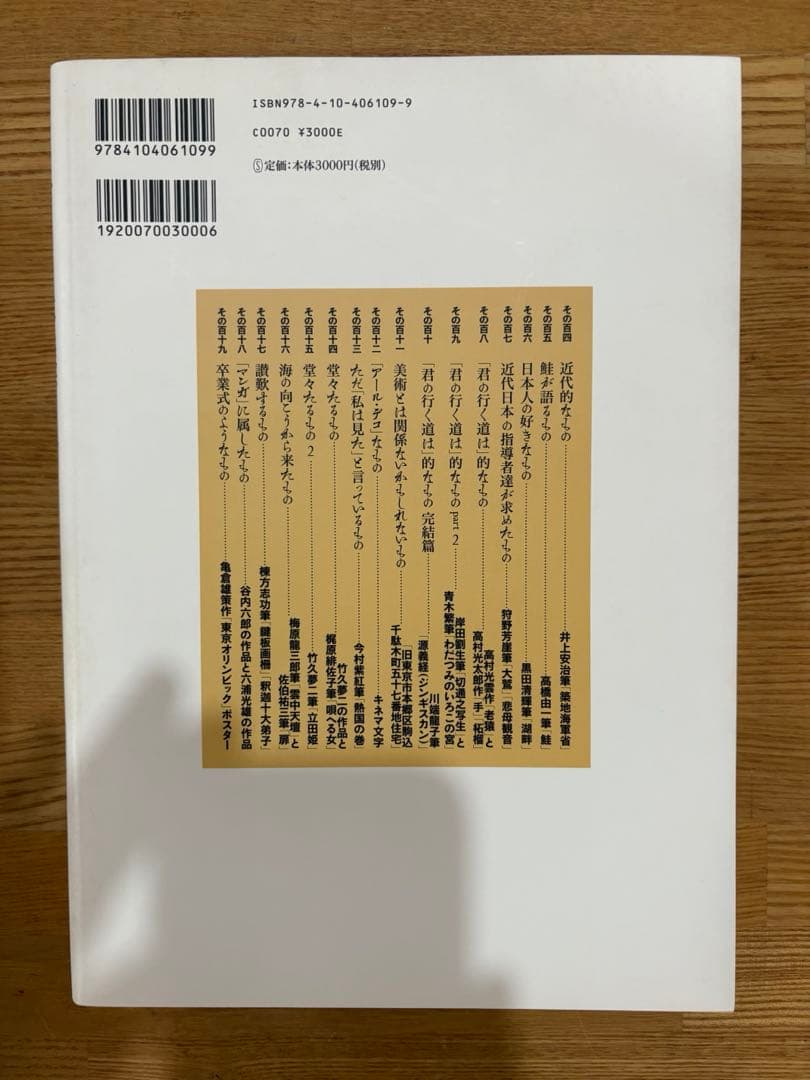 ISBN978-4-10-406109-9
C0070 ¥3000E
Ⓢ定価:本体3000円(税別)
9784104061099
1920070030006
その百四 近代的なもの 井上安治筆「築地海軍省」
その百五 鮭が語るもの 高橋由一筆「鮭」
その百六 日本人の好きなもの 黒田清輝筆「湖畔」
その百七 近代日本の指導者達が求めたもの 狩野芳崖筆「大鷲」「悲母観音」
その百八 「君の行く道は」的なもの 高村光雲作「老猿」と
高村光太郎作「手」「柘榴」
その百九 「君の行く道は」的なもの part 2 岸田劉生筆「切通之写生」と
青木繁筆「わだつみのいろこの宮」
その百十 「君の行く道は」的なもの 完結篇 川端龍子筆
「源義経(ジンギスカン)」
その百十一 美術とは関係ないかもしれないもの 「旧東京市本郷区駒込
千駄木町五十七番地住宅」
その百十二 「アール・デコ」なもの キネマ文字
その百十三 ただ「私は見た」と言っているもの 今村紫紅筆「熱国の巻」
その百十四 堂々たるもの 竹久夢二の作品と
梶原緋佐子筆「唄へる女」
その百十五 堂々たるもの 2 竹久夢二筆「立田姫」
その百十六 海の向こうから来たもの 梅原龍三郎筆「雲中天壇」と
佐伯祐三筆「扉」
その百十七 讃歎するもの 棟方志功筆「鍵板画柵」「釈迦十大弟子」
その百十八 「マンガ」に属したもの 谷内六郎の作品と六浦光雄の作品
その百十九 卒業式のようなもの 亀倉雄策作「東京オリンピック」ポスター